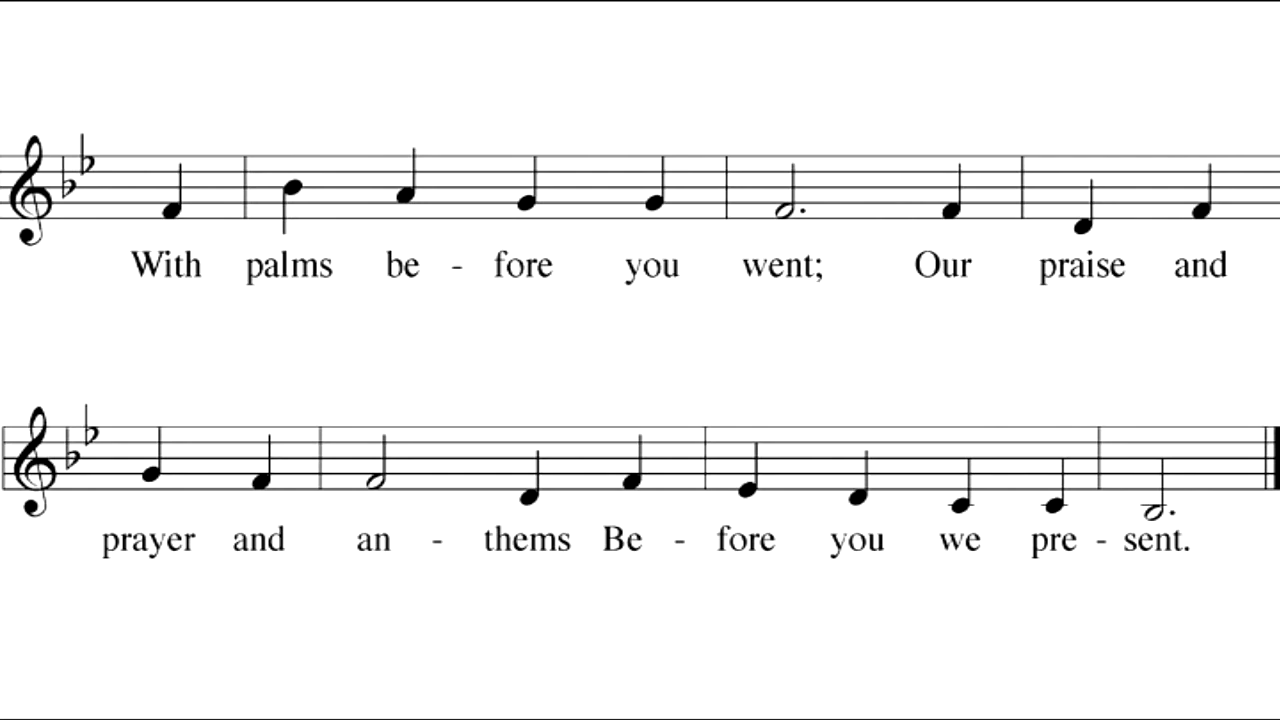 With palms be - fore you went; Our praise and
prayer and an - thems Be - fore you we pre - sent.